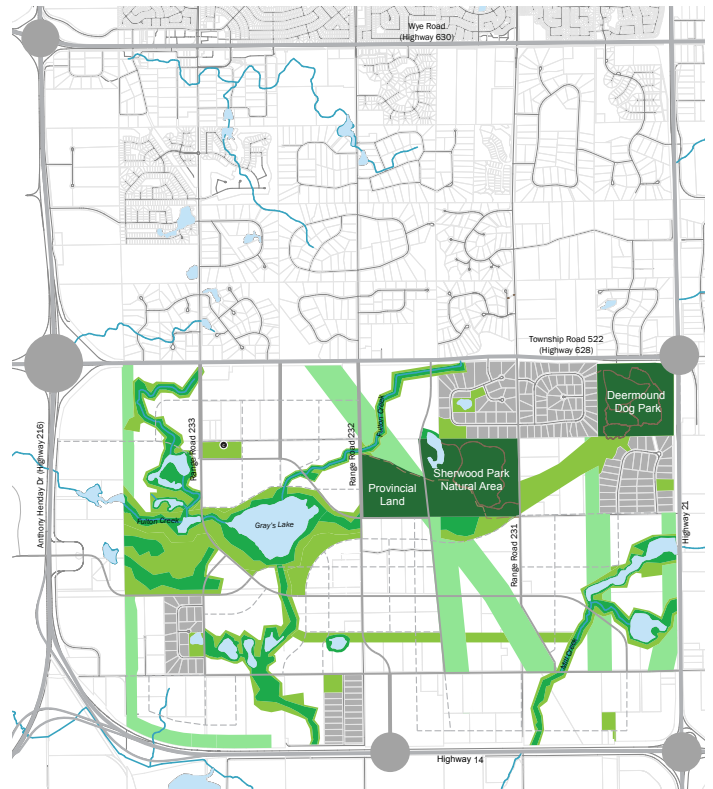 Wye Road
(Highway 630)
Township Road 522
(Highway 628)
Deermound
Dog Park
Fulton Creek
Range Road 233
Range Road 232
Anthony Henday Dr (Highway 216)
Sherwood Park
Natural Area
Provincial
Land
Fulton Creek
Gray's Lake
Range Road 231
Highway 21
Mill Creek
Highway 14